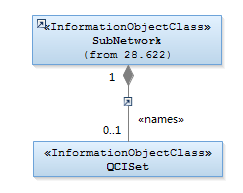 «InformationObjectClass»
SubNetwork
(from 28.622)
1
«names»
0..1
«InformationObjectClass»
QCISet